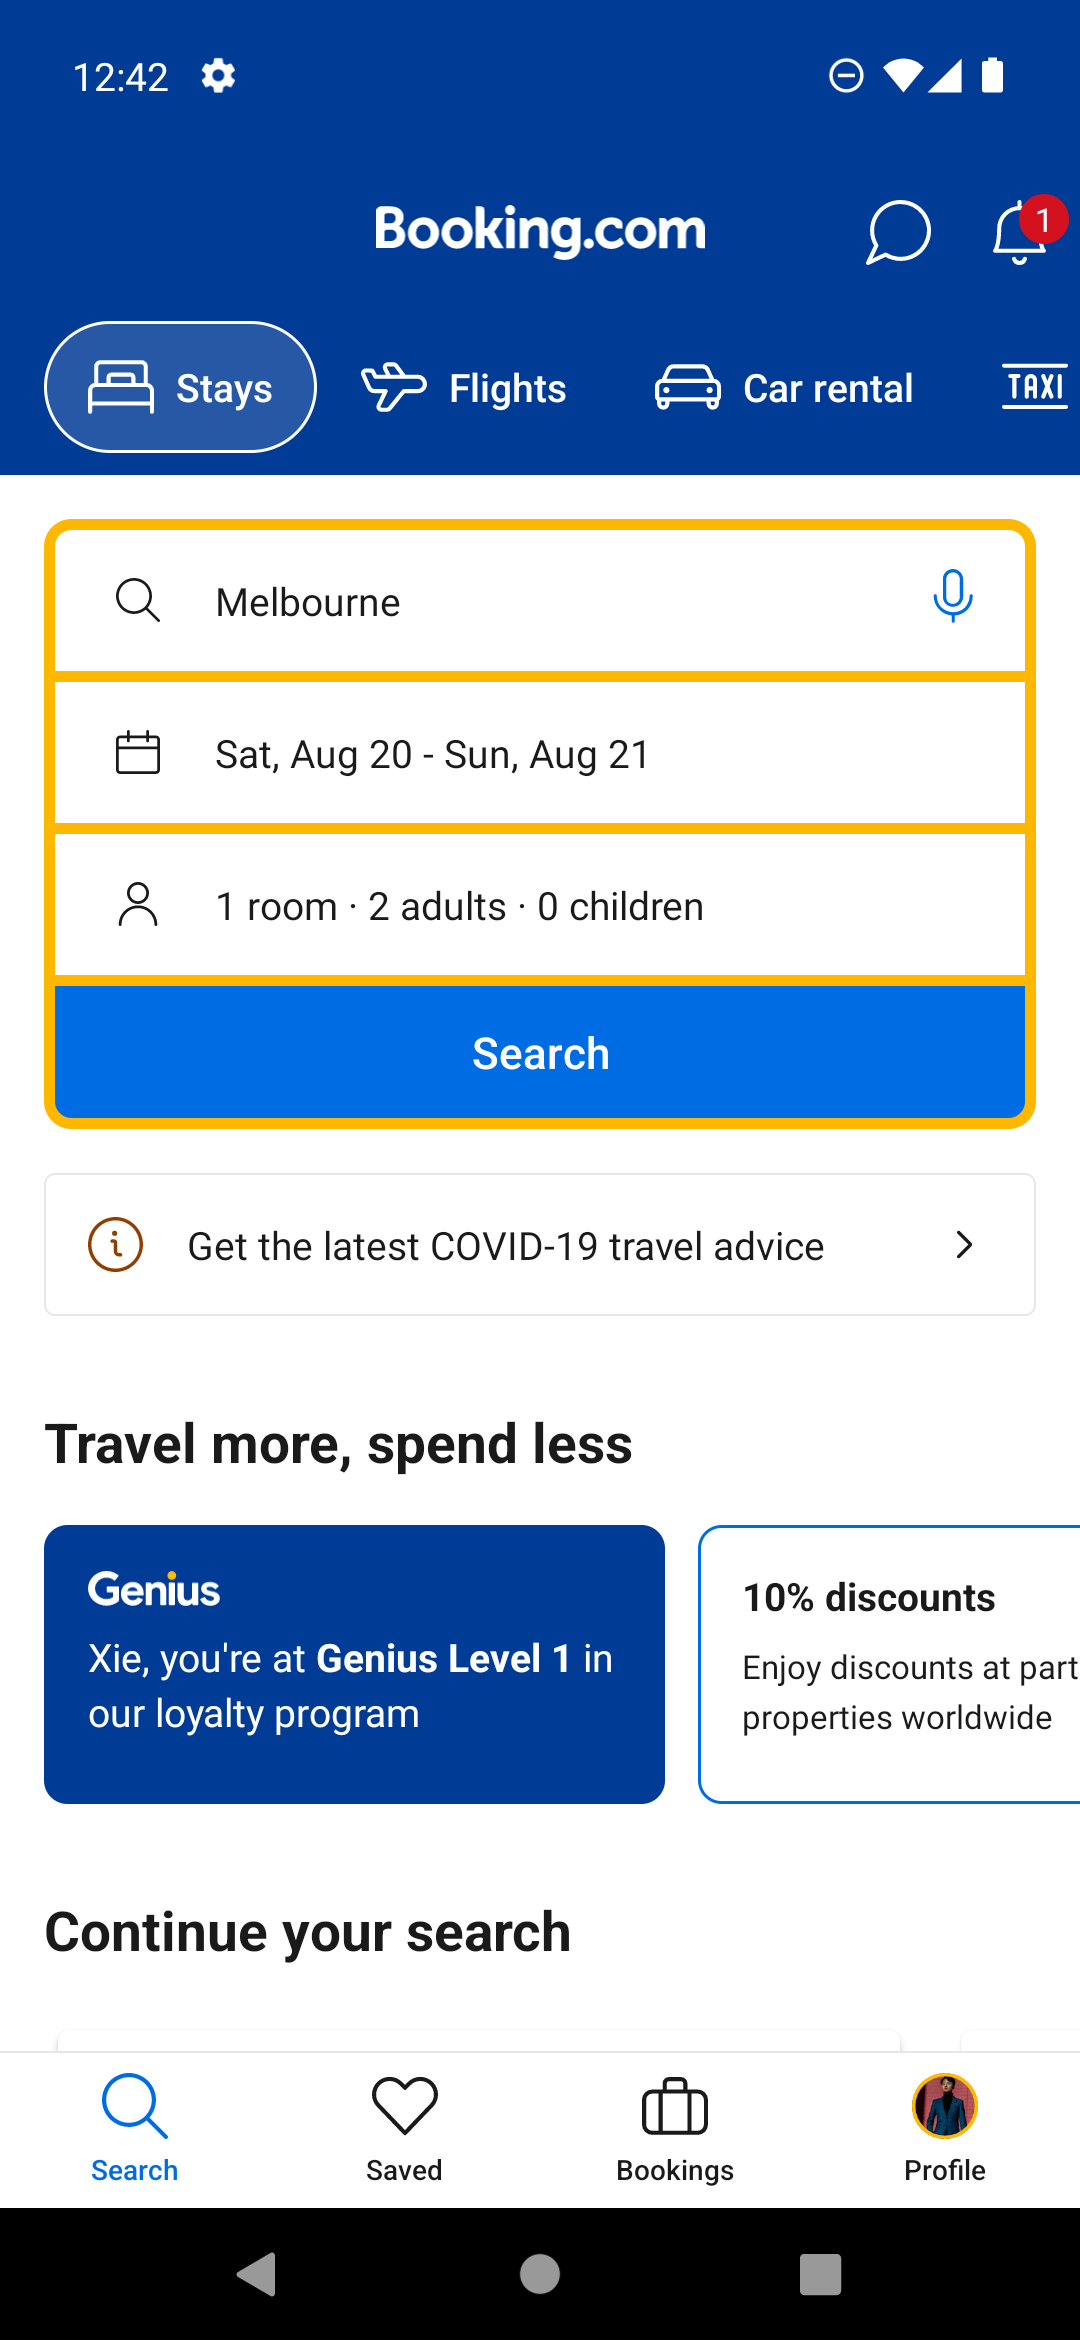 12:42
Booking.com
1
Stays
Flights
Car rental
TAXI
Melbourne
Sat, Aug 20 - Sun, Aug 21
1 room · 2 adults · 0 children
Search
Get the latest COVID-19 travel advice
Travel more, spend less
Genius
Xie, you're at Genius Level 1 in
our loyalty program
10% discounts
Enjoy discounts at part
properties worldwide
Continue your search
Search
Saved
Bookings
Profile